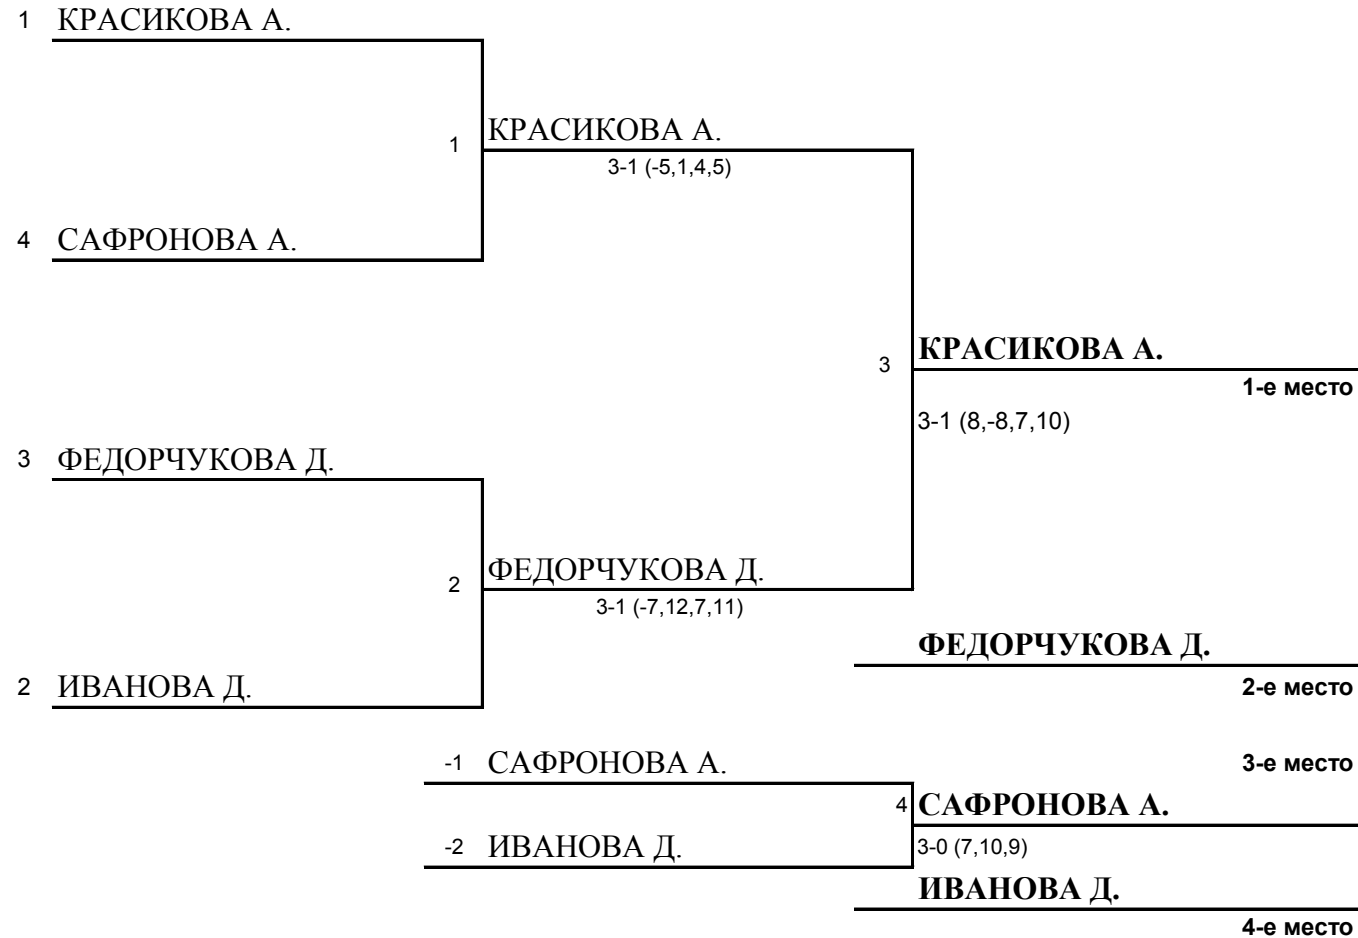 1 КРАСИКОВА А.
1 КРАСИКОВА А.
3-1 (-5,1,4,5)
4 САФРОНОВА А.
3 КРАСИКОВА А.
1-е место
3-1 (8,-8,7,10)
3 ФЕДОРЧУКОВА Д.
2 ФЕДОРЧУКОВА Д.
3-1 (-7,12,7,11)
ФЕДОРЧУКОВА Д.
2 ИВАНОВА Д.
2-е место
-1 САФРОНОВА А.
3-е место
4 САФРОНОВА А.
-2 ИВАНОВА Д.
3-0 (7,10,9)
ИВАНОВА Д.
4-е место